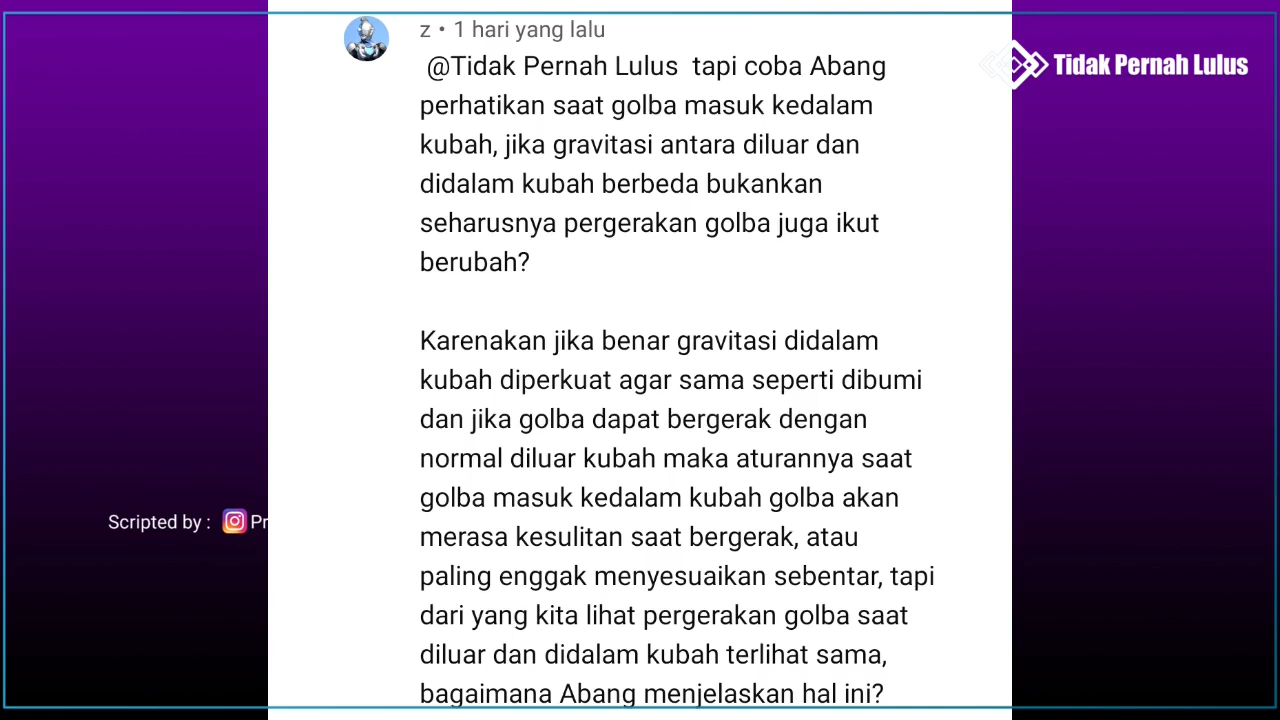 z • 1 hari yang lalu
@Tidak Pernah Lulus tapi coba Abang
perhatikan saat golba masuk kedalam
kubah, jika gravitasi antara diluar dan
didalam kubah berbeda bukankan
seharusnya pergerakan golba juga ikut
berubah?
Karenakan jika benar gravitasi didalam
kubah diperkuat agar sama seperti dibumi
dan jika golba dapat bergerak dengan
normal diluar kubah maka aturannya saat
golba masuk kedalam kubah golba akan
merasa kesulitan saat bergerak, atau
paling enggak menyesuaikan sebentar, tapi
dari yang kita lihat pergerakan golba saat
diluar dan didalam kubah terlihat sama,
bagaimana Abang menjelaskan hal ini?
Tidak Pernah Lulus
Scripted by : Pr